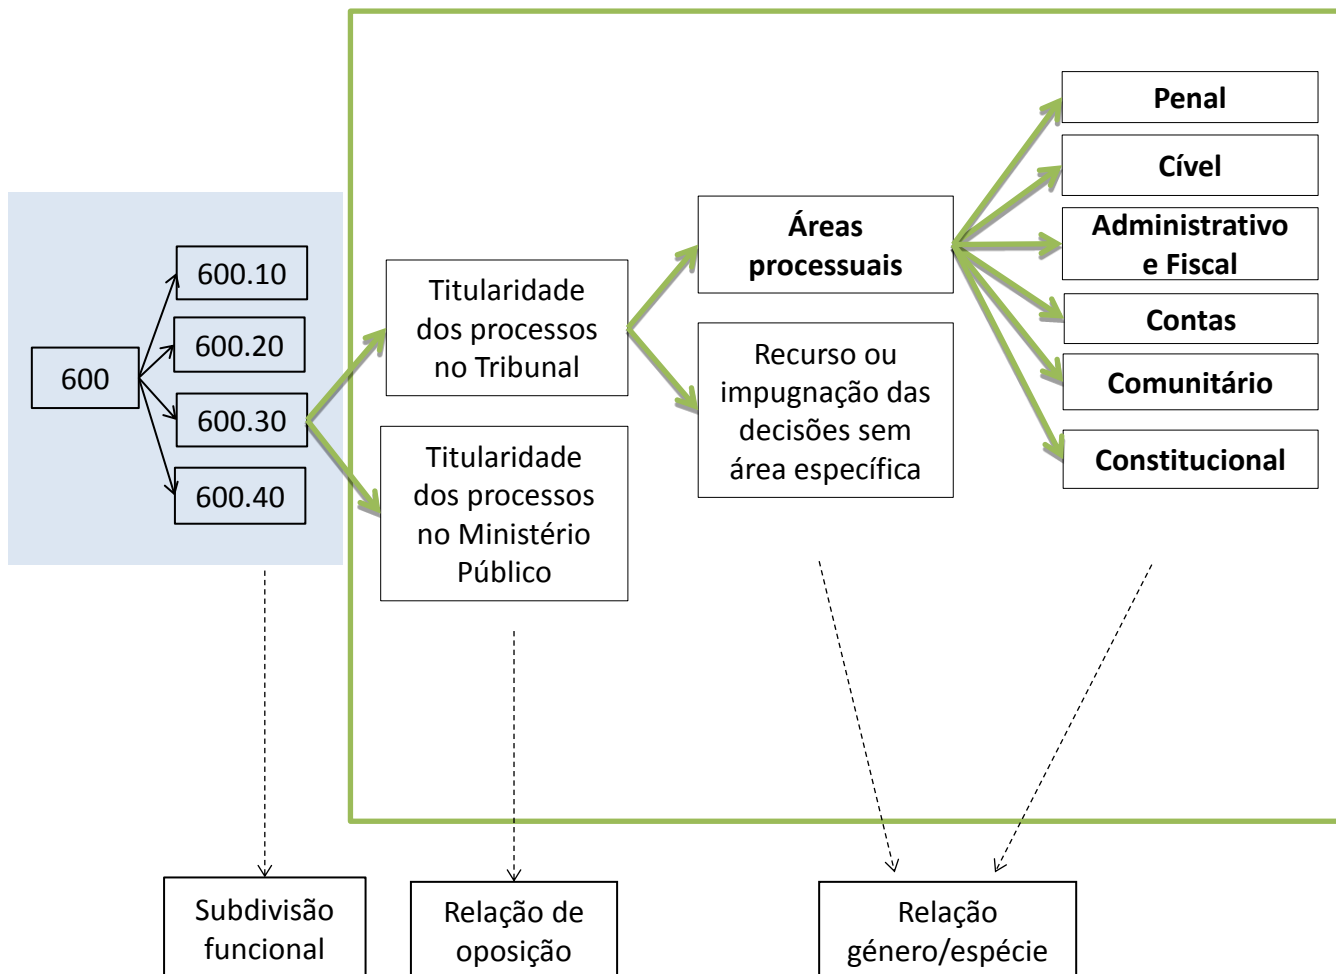 600
600.10
600.20
600.30
600.40
Titularidade
dos processos
no Tribunal
Titularidade
dos processos
no Ministério
Público
Áreas
processuais
Recurso ou
impugnação das
decisões sem
área específica
Penal
Cível
Administrativo
e Fiscal
Contas
Comunitário
Constitucional
Subdivisão
funcional
Relação de
oposição
Relação
género/espécie